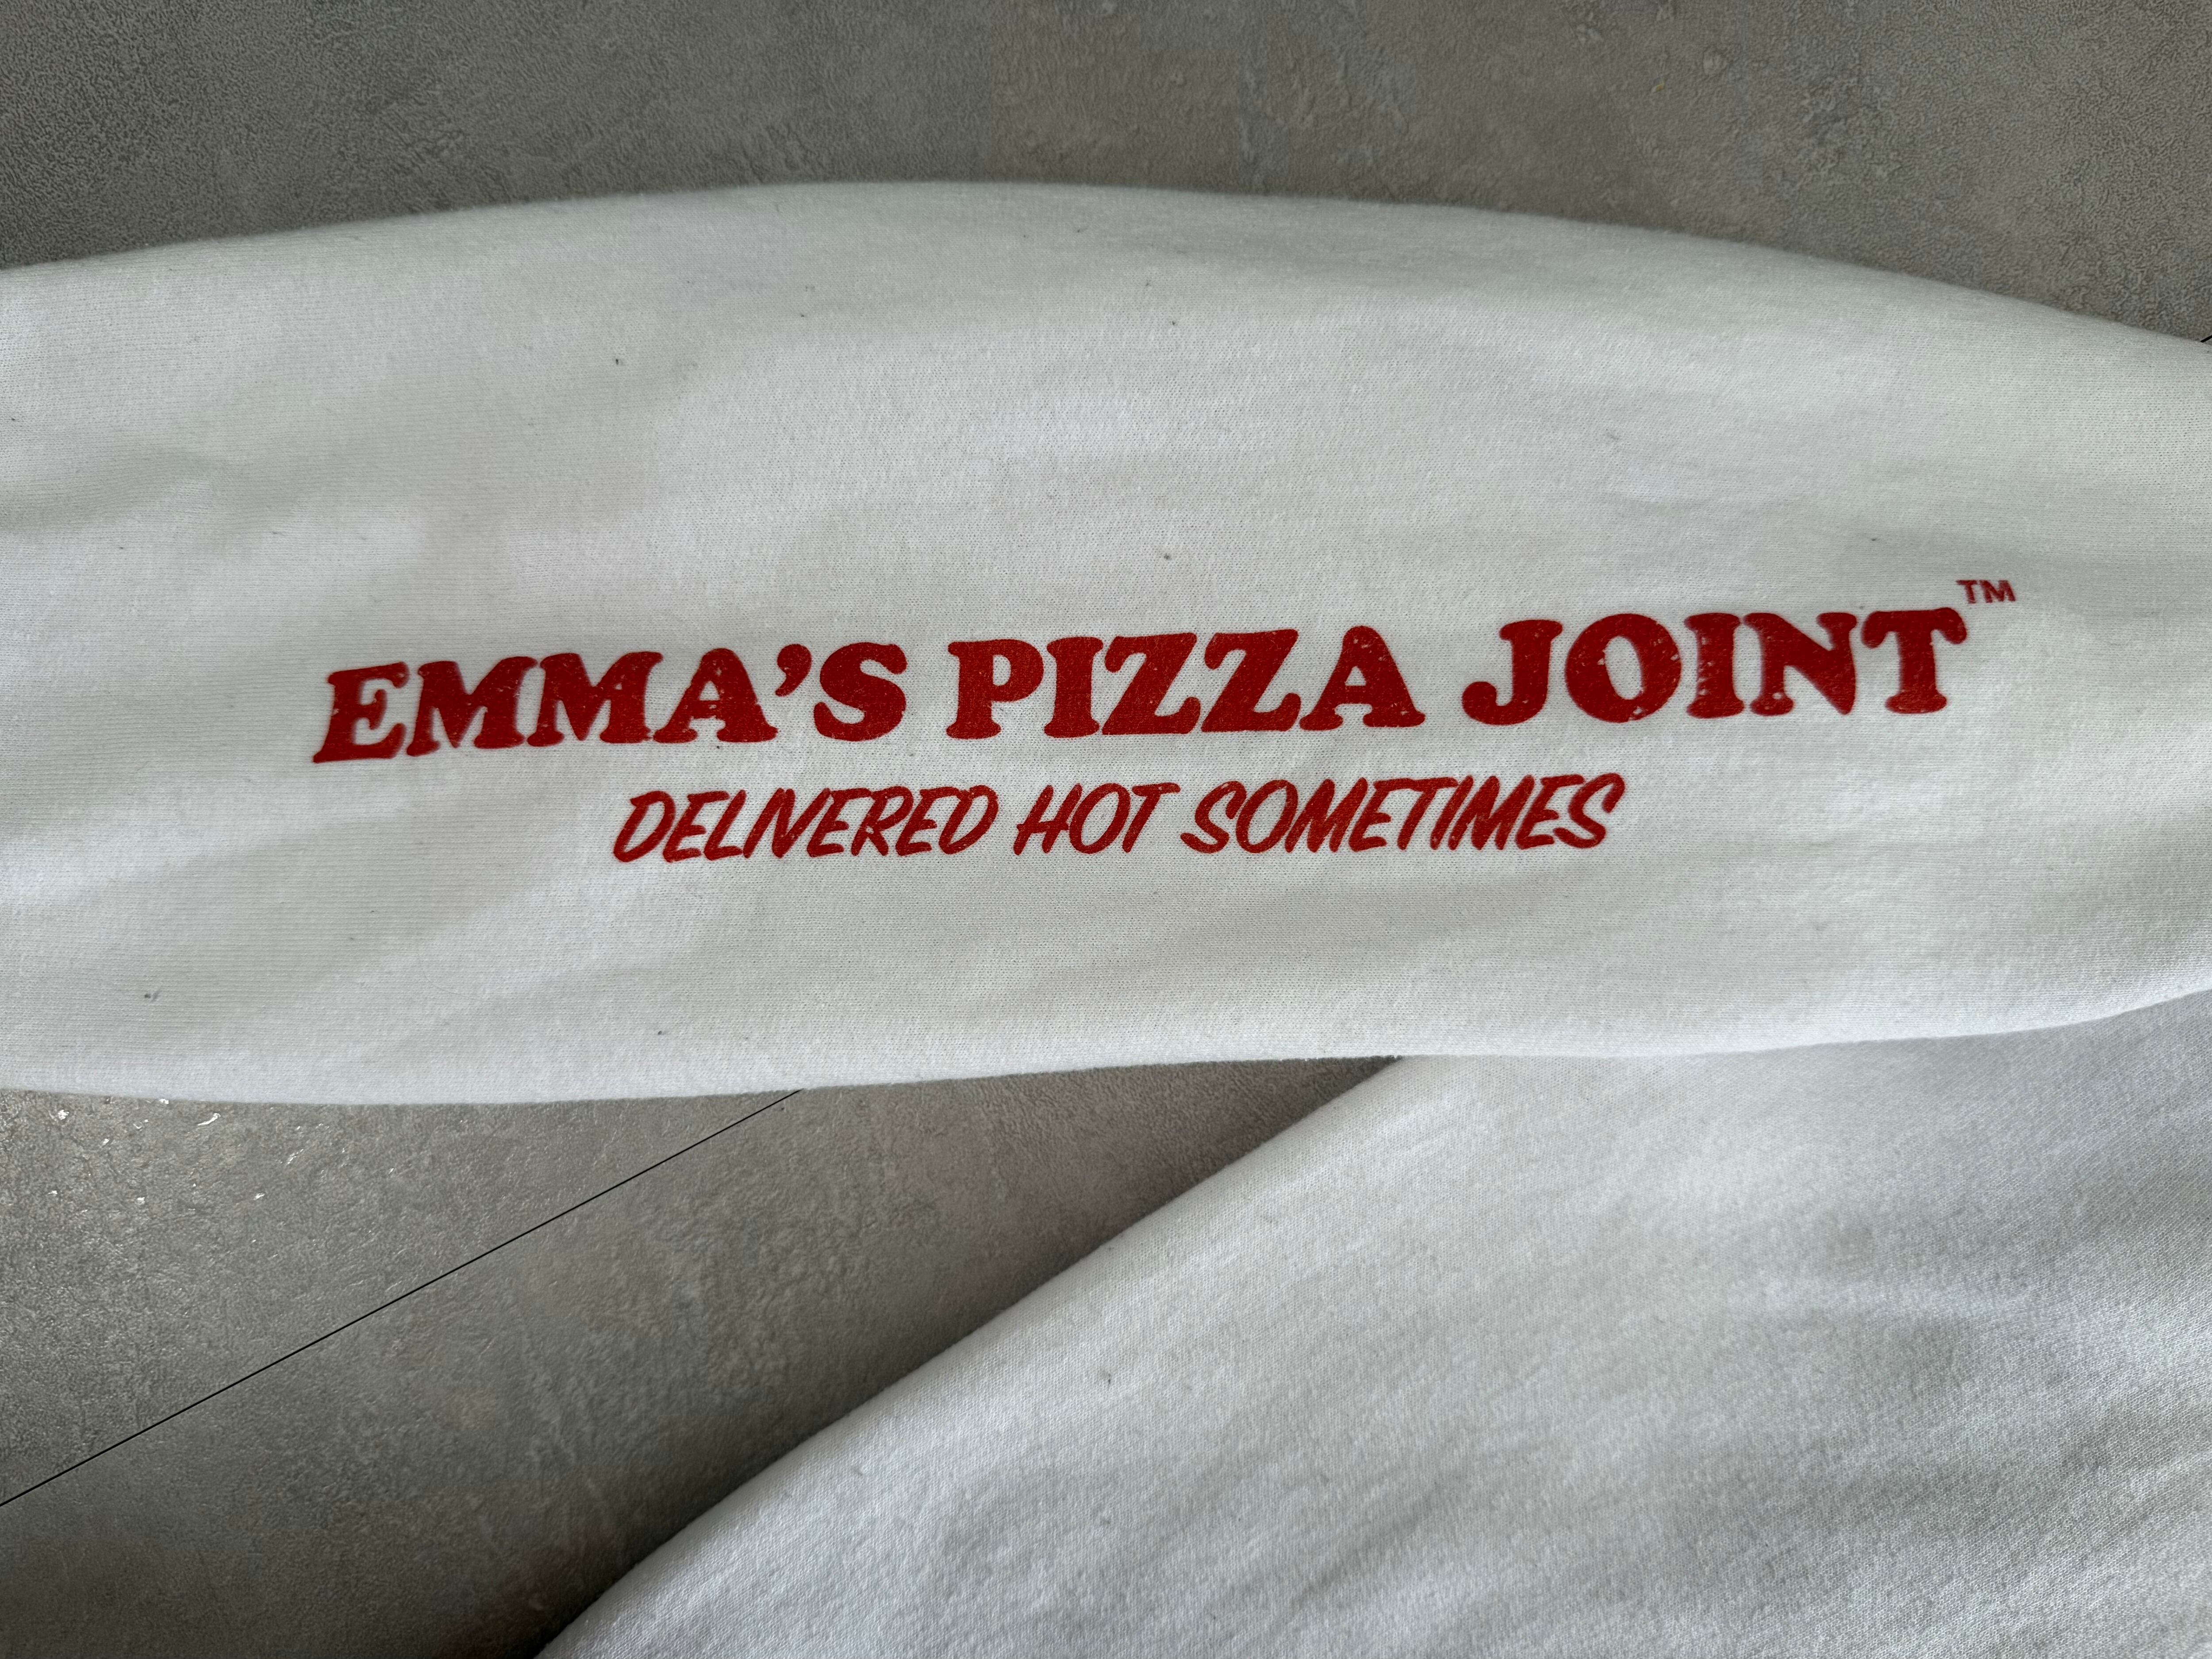 EMMA'S PIZZA JOINT™
DELIVERED HOT SOMETIMES